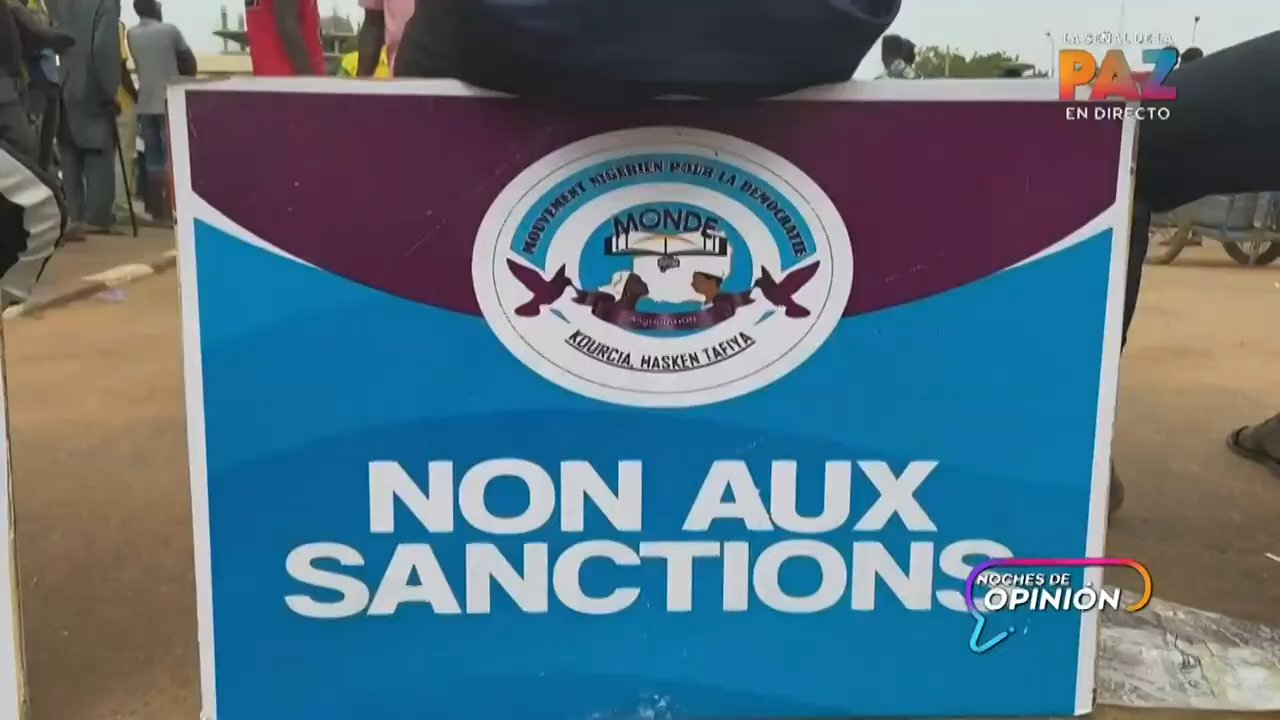 LA SEÑAL DE LA
PAZ
EN DIRECTO
MOUVEMENT NIGERIEN POUR LA DEMOCRATIE
MONDE
KOURCIA, HASKEN TAFIYA
NON AUX
SANCTIONS
NOCHES DE
OPINIÓN